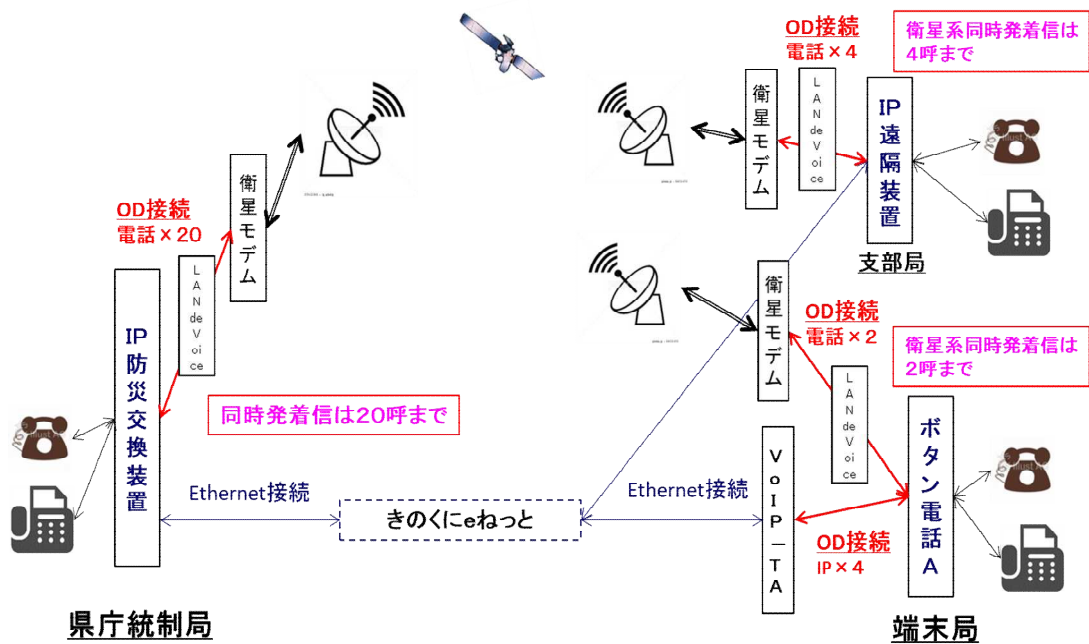 OD接続
電話×4
衛星系同時発着信は
4呼まで
衛星モデム
LANdeVoice
IP遠隔装置
支部局
衛星モデム
OD接続
電話×20
LANdeVoice
IP防災交換装置
同時発着信は20呼まで
衛星モデム
OD接続
電話×2
衛星系同時発着信は
2呼まで
LANdeVoice
ボタン電話A
VoIP-TA
Ethernet接続
きのくにeねっと
Ethernet接続
OD接続
IP×4
県庁統制局
端末局